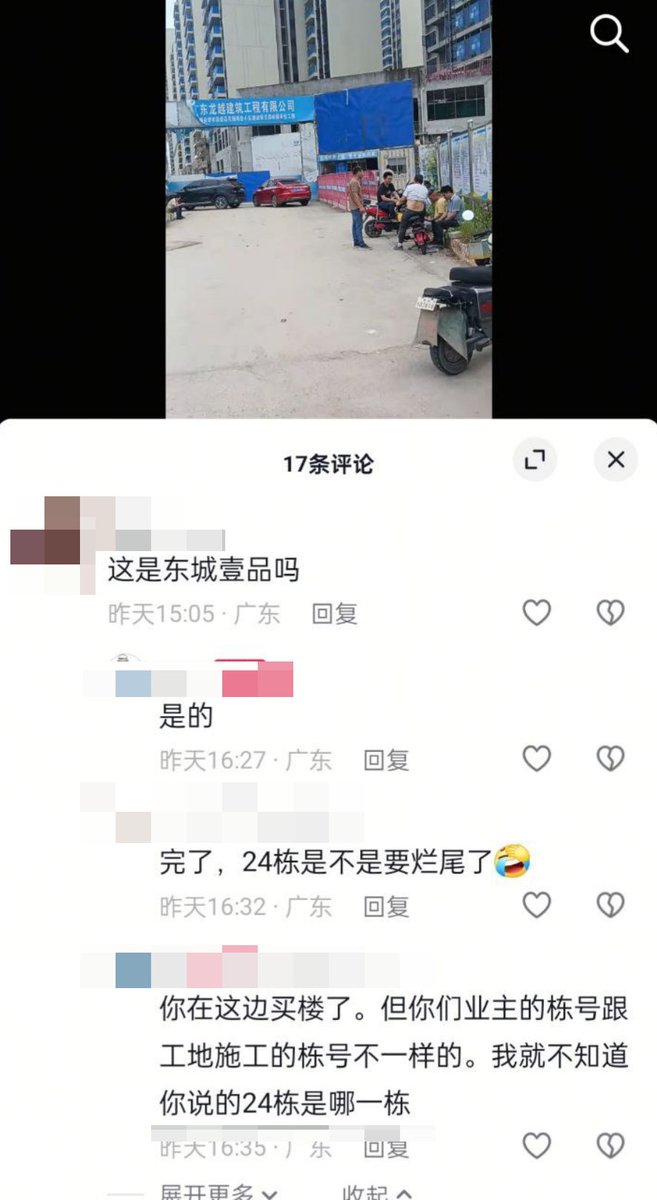 东龙越建筑工程有限公司
17条评论
这是东城壹品吗
昨天15:05 · 广东 回复
是的
昨天16:27 · 广东 回复
完了，24栋是不是要烂尾了🤣
昨天16:32 · 广东 回复
你在这边买楼了。但你们业主的栋号跟
工地施工的栋号不一样的。我就不知道
你说的24栋是哪一栋
昨天16:35 · 广东 回复
展开更多 收起